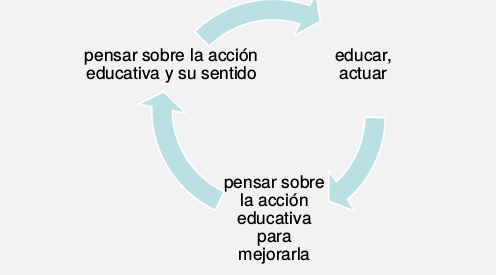 pensar sobre la acción
educativa y su sentido
educar,
actuar
pensar sobre
la acción
educativa
para
mejorarla